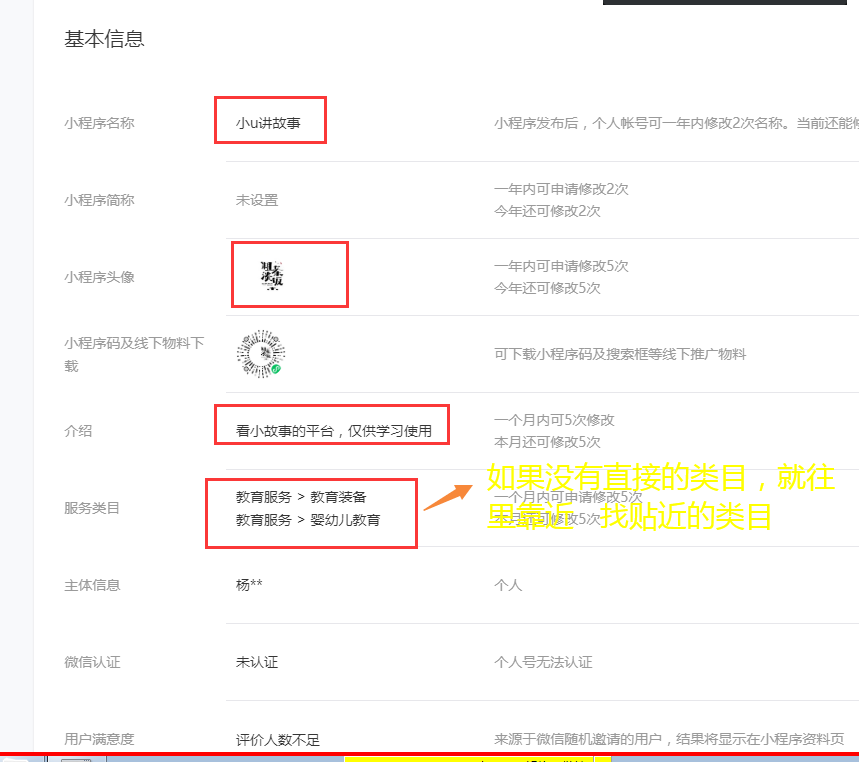 基本信息
小程序名称
小u讲故事
小程序发布后，个人帐号可一年内修改2次名称。当前还能
小程序简称
未设置
一年内可申请修改2次
今年还可修改2次
小程序头像
一年内可申请修改5次
今年还可修改5次
小程序码及线下物料下
载
可下载小程序码及搜索框等线下推广物料
介绍
看小故事的平台，仅供学习使用
一个月内可5次修改
本月还可修改5次
服务类目
教育服务 > 教育装备
教育服务 > 婴幼儿教育
一个月内可申请修改5次
本月还可修改5次
如果没有直接的类目，就往
里靠近 找贴近的类目
主体信息
杨**
个人
微信认证
未认证
个人号无法认证
用户满意度
评价人数不足
来源于微信随机邀请的用户，结果将显示在小程序资料页